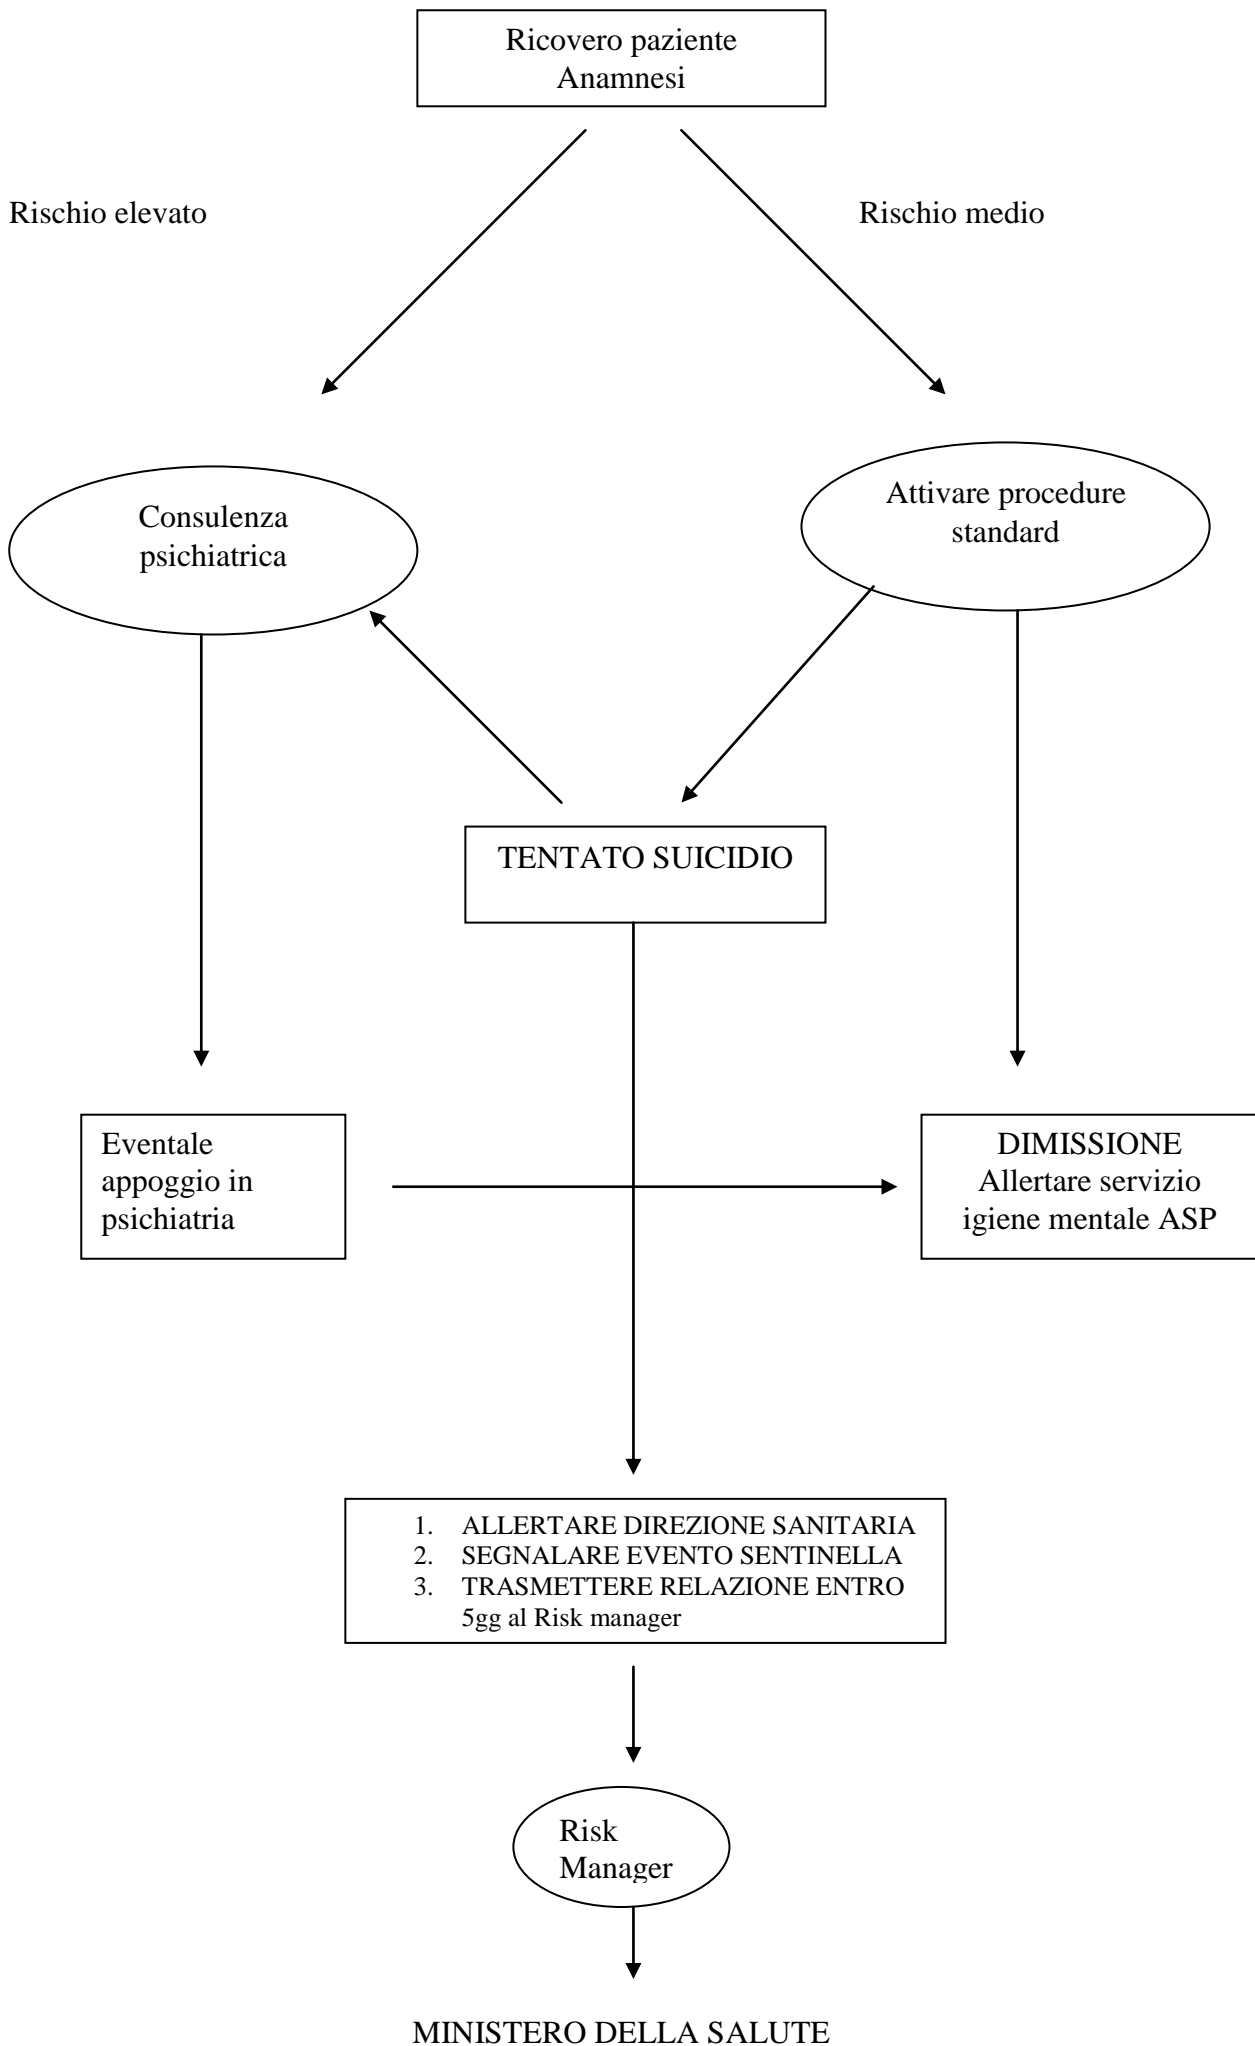 Ricovero paziente
Anamnesi
Rischio elevato
Rischio medio
Consulenza
psichiatrica
Attivare procedure
standard
TENTATO SUICIDIO
Eventale
appoggio in
psichiatria
DIMISSIONE
Allertare servizio
igiene mentale ASP
1. ALLERTARE DIREZIONE SANITARIA
2. SEGNALARE EVENTO SENTINELLA
3. TRASMETTERE RELAZIONE ENTRO
5gg al Risk manager
Risk
Manager
MINISTERO DELLA SALUTE